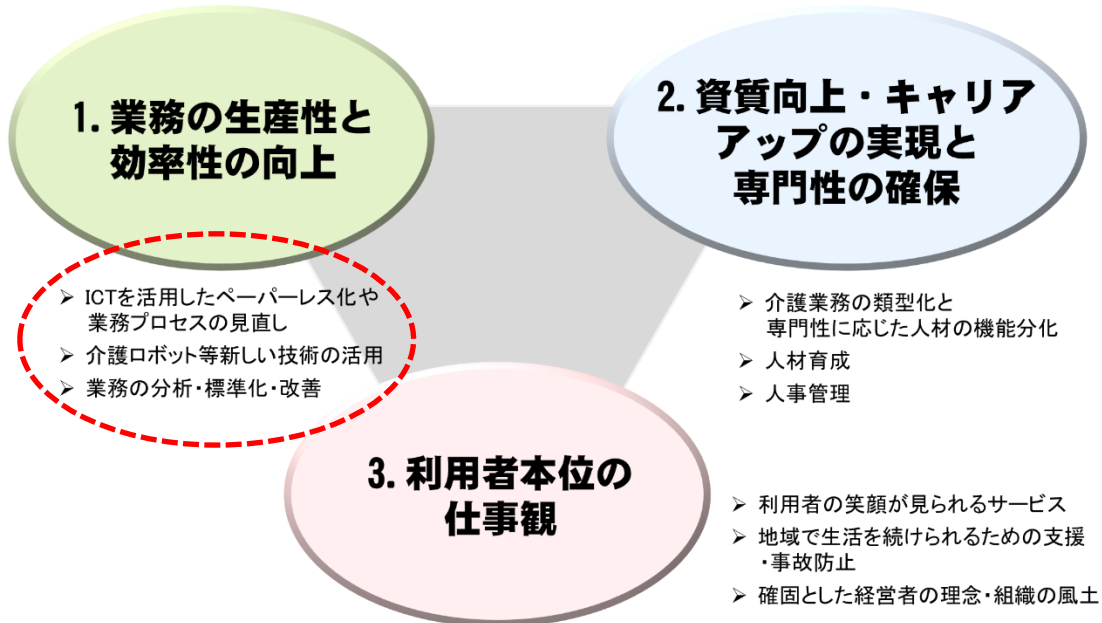 1. 業務の生産性と
効率性の向上
➢ ICTを活用したペーパーレス化や
業務プロセスの見直し
➢ 介護ロボット等新しい技術の活用
➢ 業務の分析・標準化・改善
2. 資質向上・キャリア
アップの実現と
専門性の確保
➢ 介護業務の類型化と
専門性に応じた人材の機能分化
➢ 人材育成
➢ 人事管理
3. 利用者本位の
仕事観
➢ 利用者の笑顔が見られるサービス
➢ 地域で生活を続けられるための支援
・事故防止
➢ 確固とした経営者の理念・組織の風土